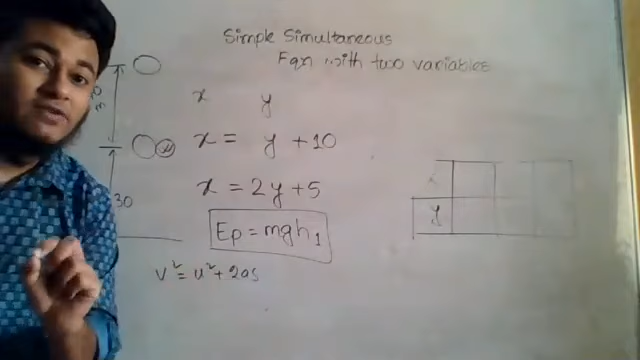 Simple Simultaneous
Eqn with two variables
x y
x = y + 10
x = 2y + 5
Ep = mgh1
v² = u² + 2as
30
x
y